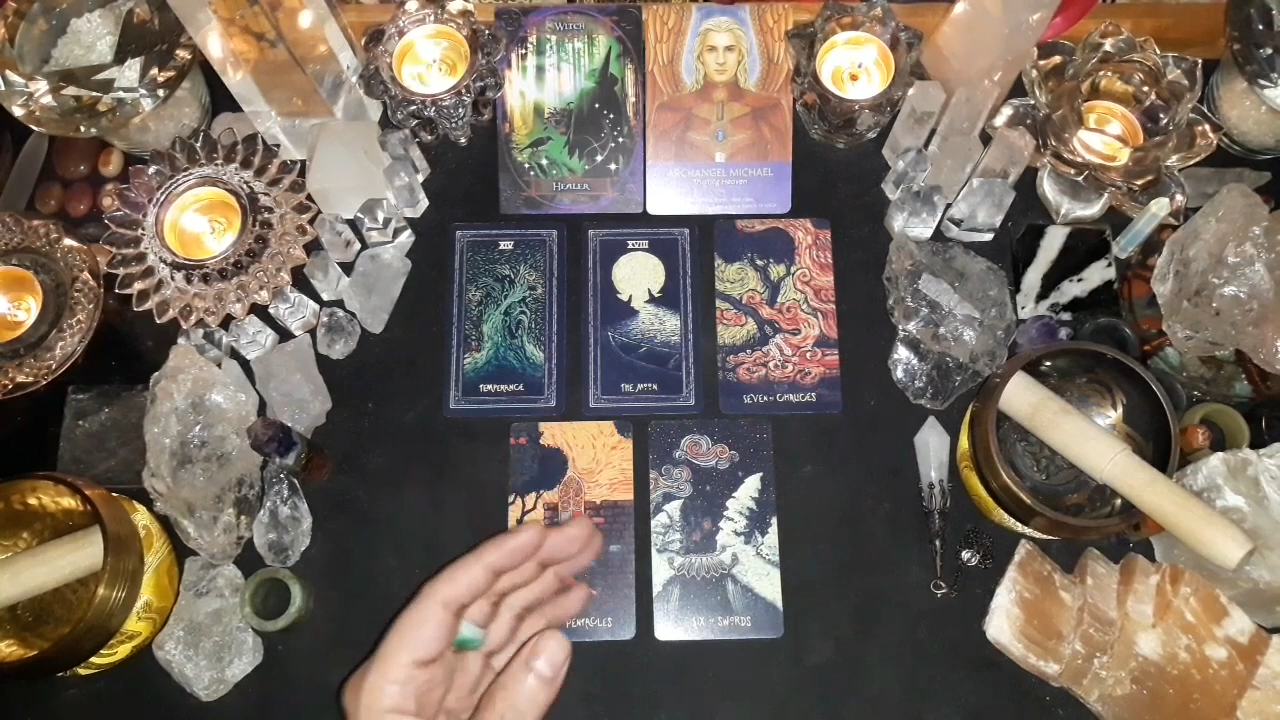 WITCH
HEALER
ARCHANGEL MICHAEL
XIV
TEMPERANCE
XVIII
THE MOON
SEVEN OF CHALICES
PENTACLES
SIX OF SWORDS